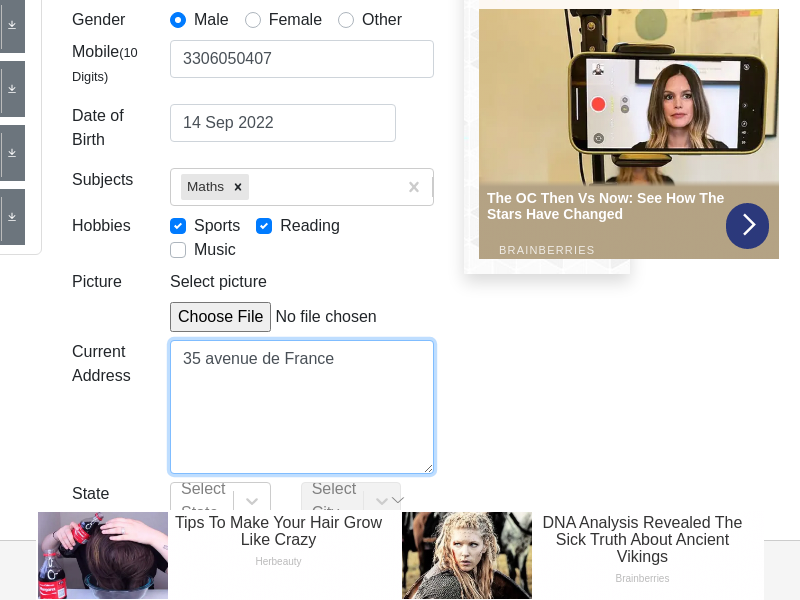 Gender
Male Female Other
Mobile(10 Digits)
3306050407
Date of Birth
14 Sep 2022
Subjects
Maths
Hobbies
Sports Reading
Music
Picture
Select picture
Choose File No file chosen
Current Address
35 avenue de France
State
Select
Select
The OC Then Vs Now: See How The
Stars Have Changed
BRAINBERRIES
Tips To Make Your Hair Grow
Like Crazy
Herbeauty
DNA Analysis Revealed The
Sick Truth About Ancient
Vikings
Brainberries